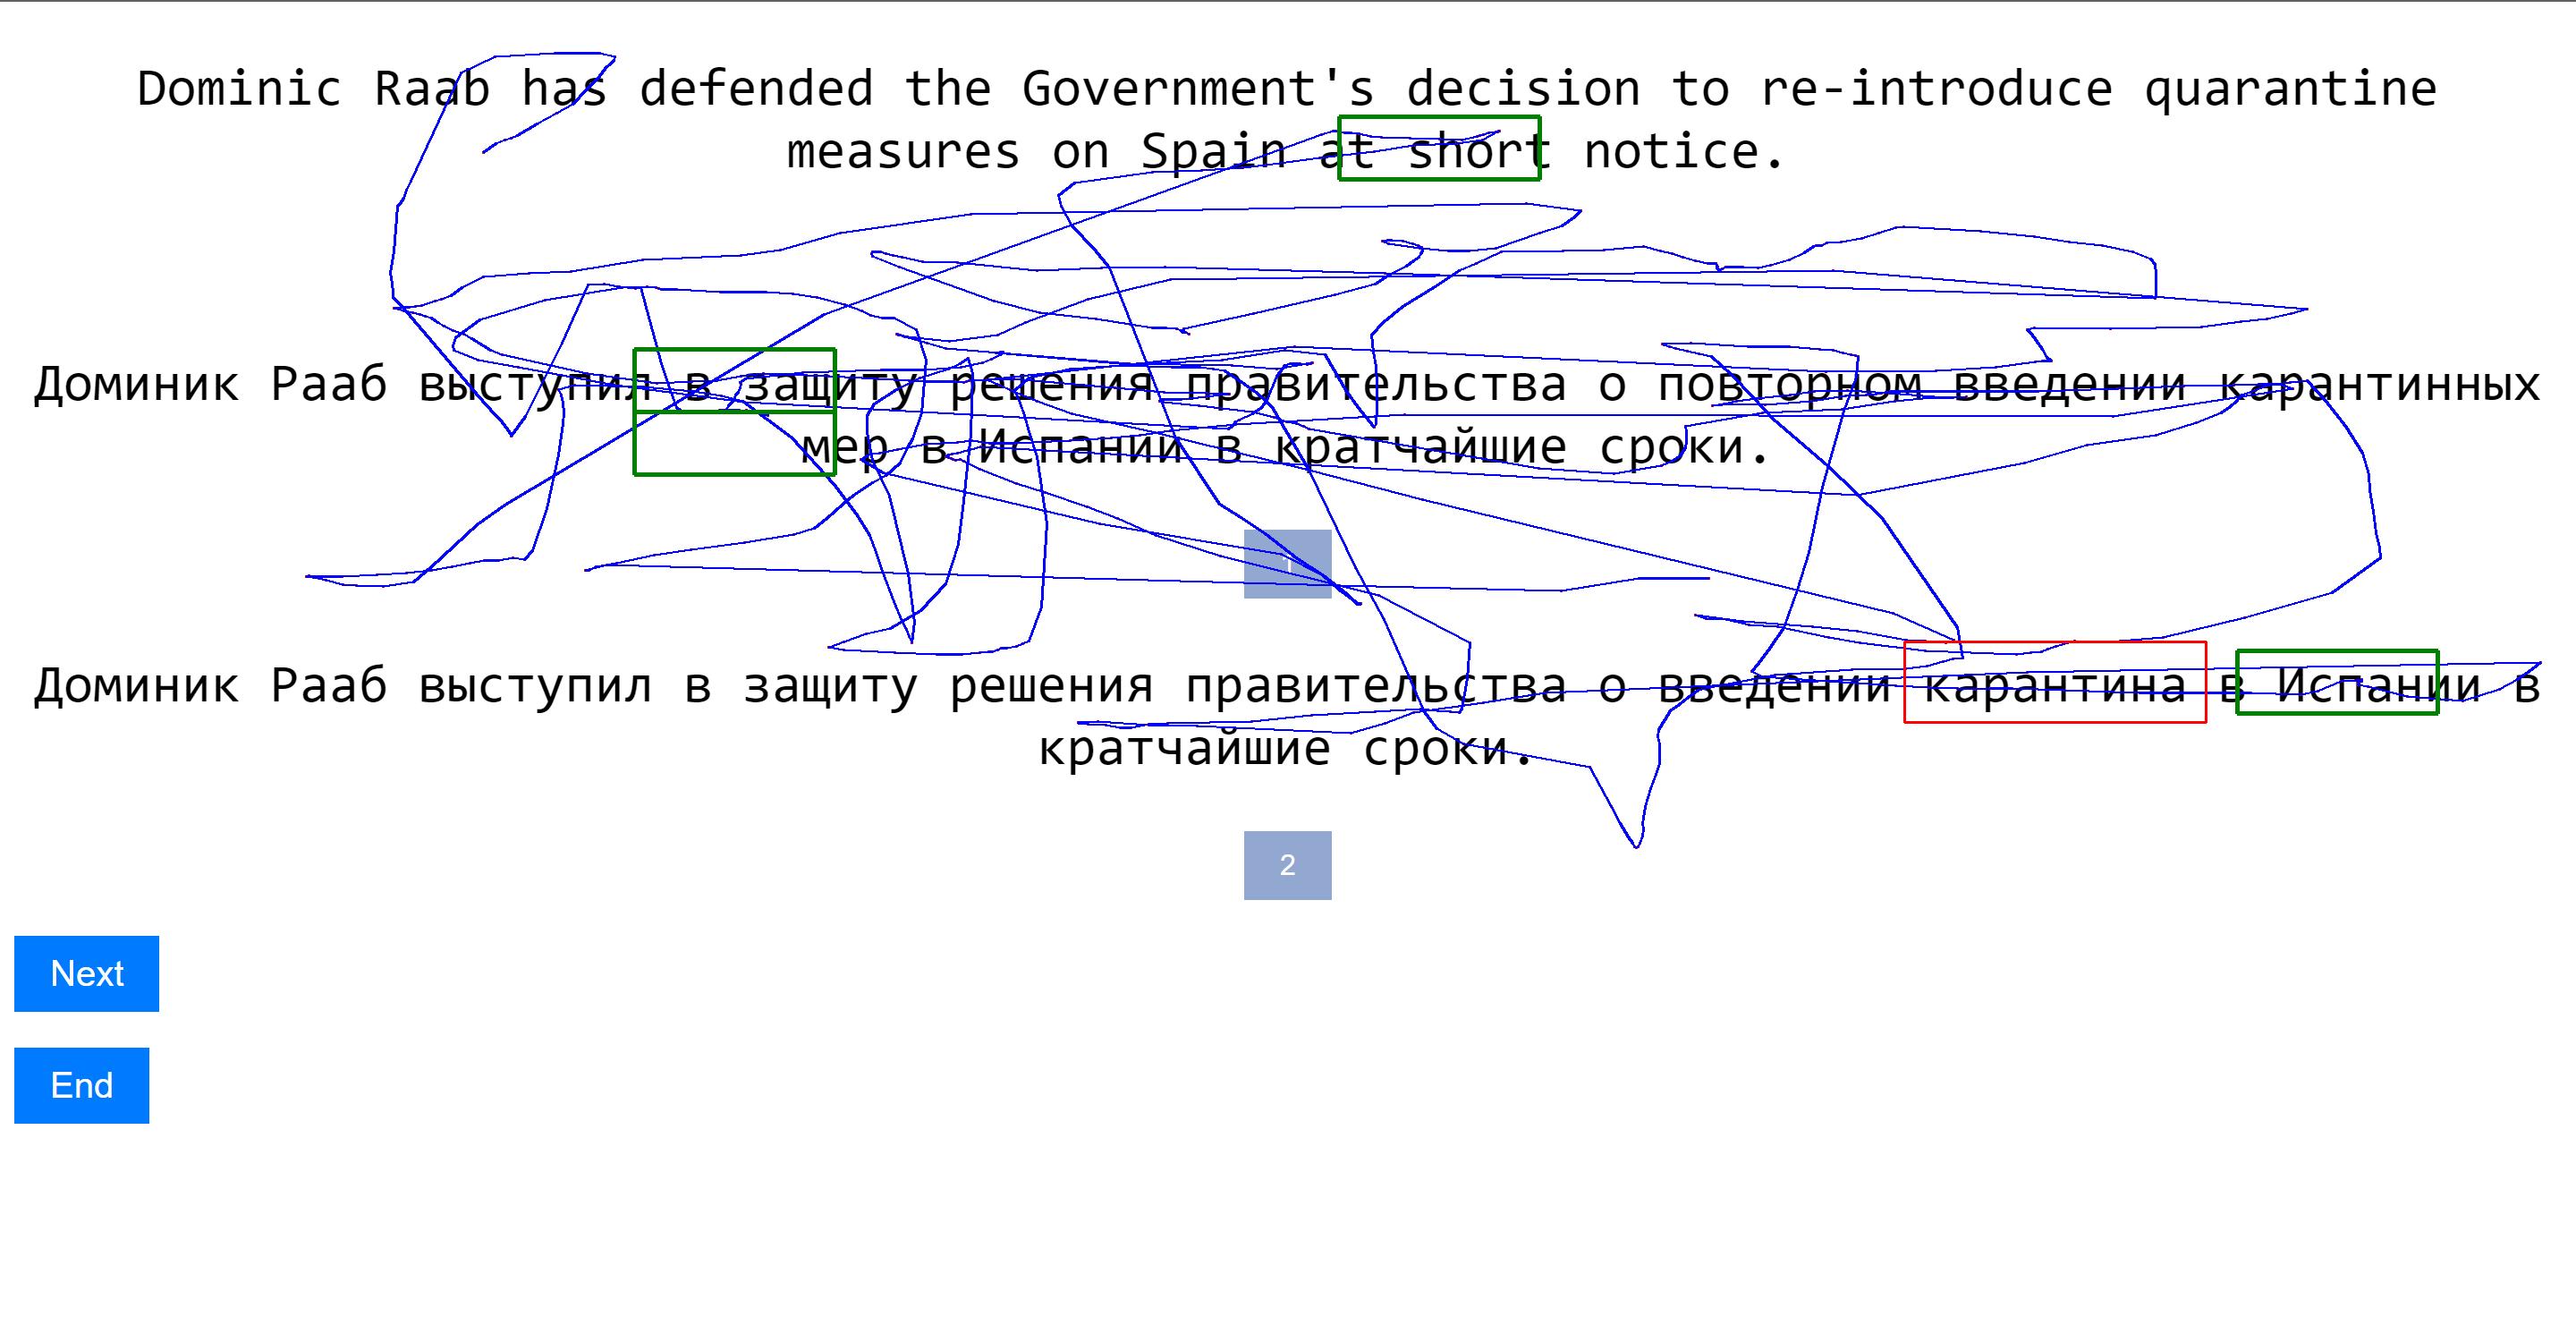 Dominic Raab has defended the Government's decision to re-introduce quarantine
measures on Spain at short notice.
Доминик Рааб выступил в защиту решения правительства о повторном введении карантинных
мер в Испании в кратчайшие сроки.
1
Доминик Рааб выступил в защиту решения правительства о введении карантина в Испании в
кратчайшие сроки.
2
Next
End